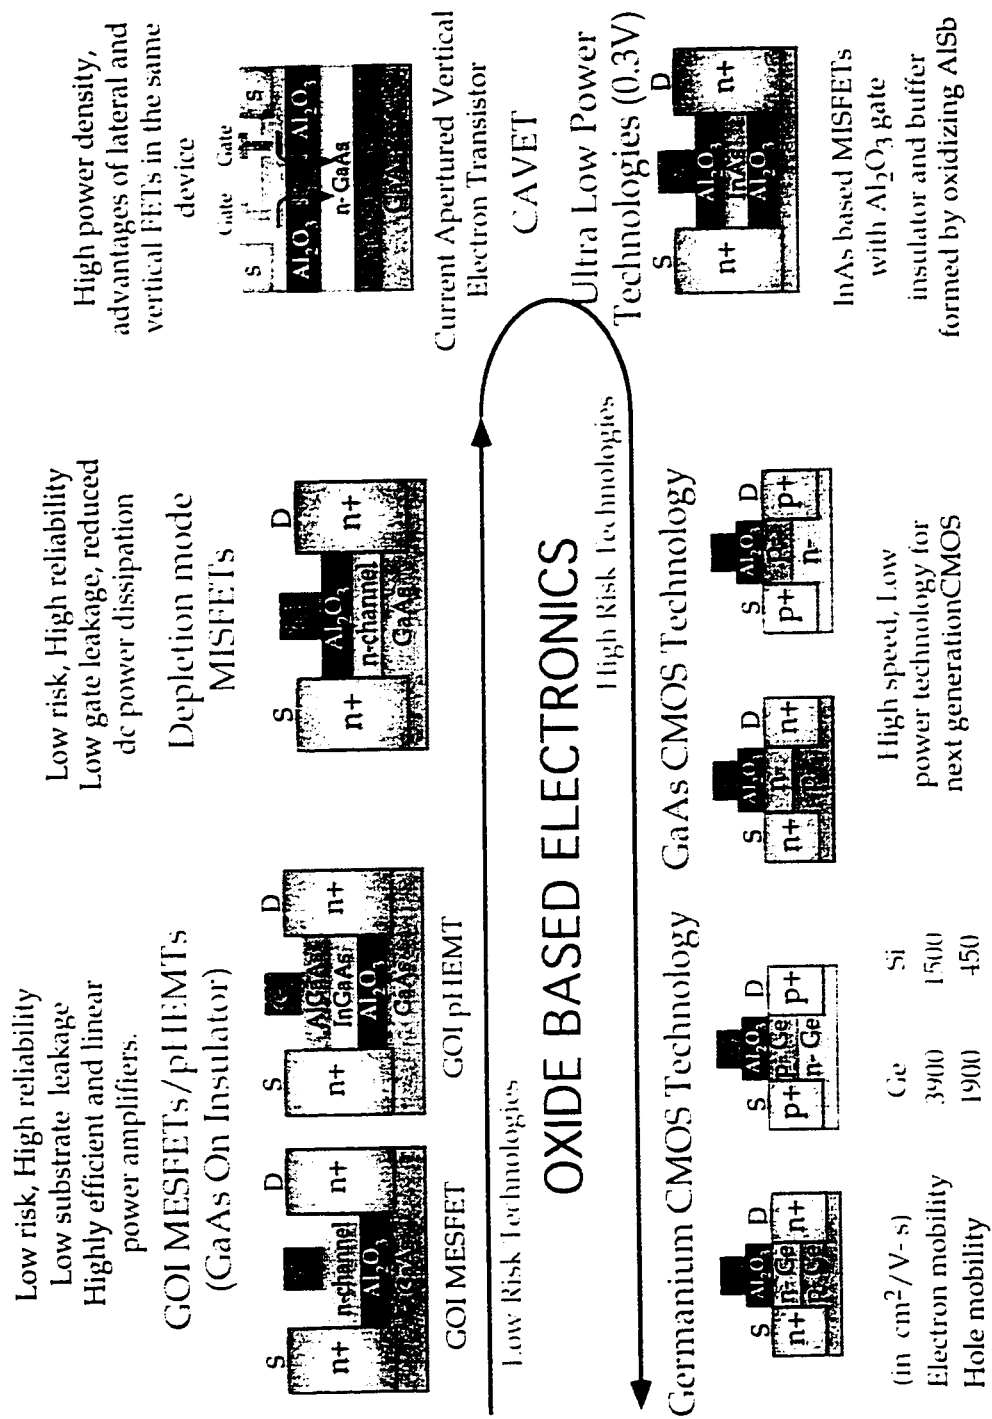 Low risk, High reliability
Low substrate leakage
Highly efficient and linear
power amplifiers.
GOI MESFETs/pHEMTs
(GaAs On Insulator)
S
D
n+
n-channel
n+
Al2O3
GaAs
GOI MESFET
S
D
G
n+
AlGaAs
InGaAs
n+
Al2O3
GaAs
GOI pHEMT
Low risk, High reliability
Low gate leakage, reduced
dc power dissipation
Depletion mode
MISFETs
S
D
n+
Al2O3
n-channel
n+
GaAs
High power density,
advantages of lateral and
vertical FETs in the same
device
Gate
Gate
S
S
Al2O3
Al2O3
n- GaAs
GaAs
Current Apertured Vertical
Electron Transistor
CAVET
Low Risk Technologies
OXIDE BASED ELECTRONICS
High Risk Technologies
Ultra Low Power
Technologies (0.3V)
S
D
n+
Al2O3
InAs
Al2O3
n+
InAs based MISFETs
with Al2O3 gate
insulator and buffer
formed by oxidizing AlSb
Germanium CMOS Technology
S
D
Al2O3
n+
n- Ge
n+
P- Ge
S
D
Al2O3
p+
p- Ge
p+
n- Ge
(in cm2/V-s)
Ge
Si
Electron mobility
3900
1500
Hole mobility
1900
450
GaAs CMOS Technology
S
D
Al2O3
n+
n-
n+
S
D
Al2O3
p+
p-
p+
n-
High speed, Low
power technology for
next generationCMOS